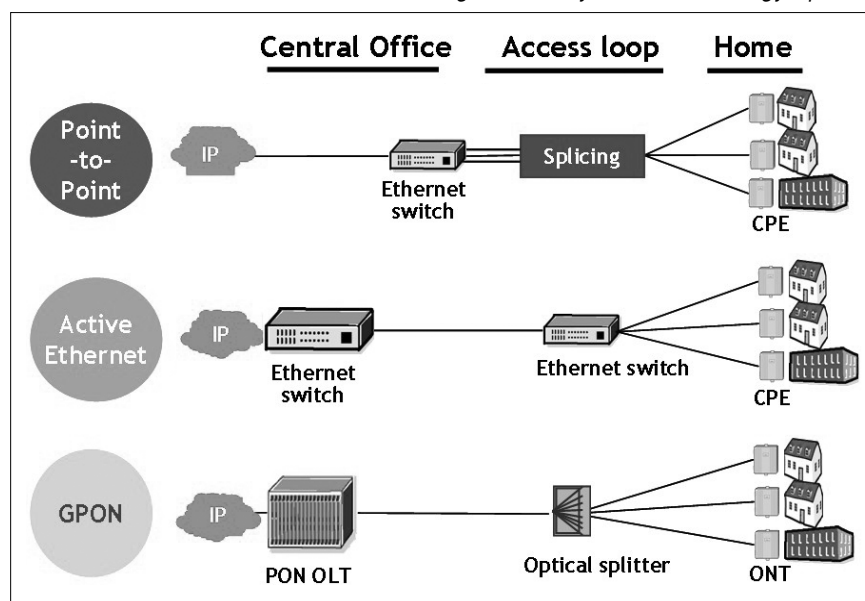 Central Office Access loop Home
Point
-to-
Point
IP
Splicing
Ethernet
switch
CPE
Active
Ethernet
IP
Ethernet
switch
Ethernet switch
CPE
GPON
IP
PON OLT
Optical splitter
ONT